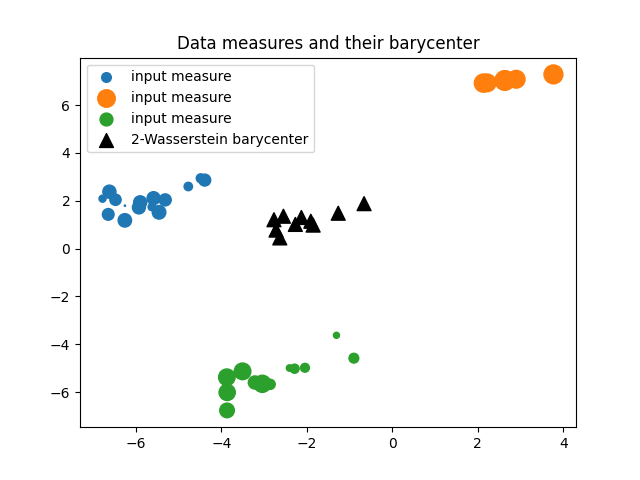 Data measures and their barycenter
input measure
input measure
input measure
2-Wasserstein barycenter
6
4
2
0
−2
−4
−6
−6
−4
−2
0
2
4